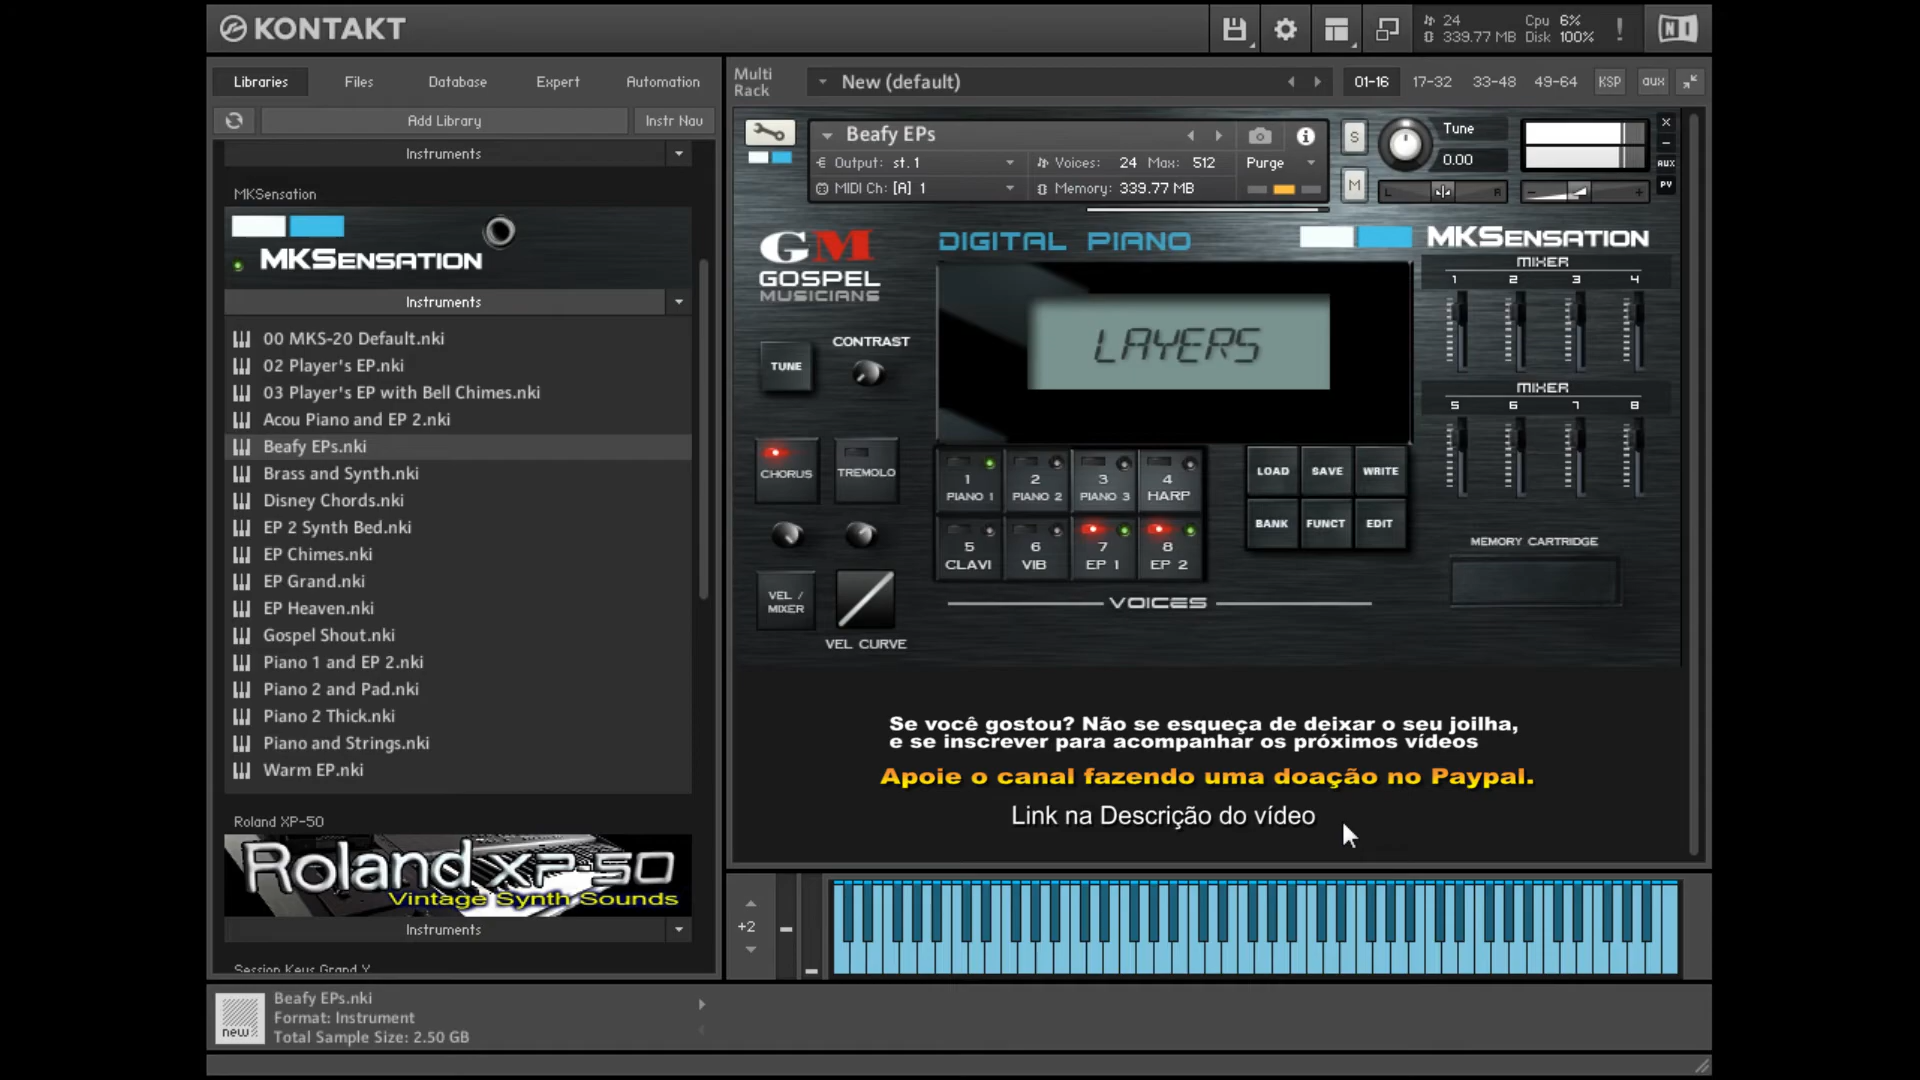 KONTAKT
24
339.77 MB
Cpu 6%
Disk 100%
!
NI
Libraries
Files
Database
Expert
Automation
Add Library
Instr Nav
Instruments
MKSensation
MKSENSATION
Instruments
00 MKS-20 Default.nki
02 Player's EP.nki
03 Player's EP with Bell Chimes.nki
Acou Piano and EP 2.nki
Beafy EPs.nki
Brass and Synth.nki
Disney Chords.nki
EP 2 Synth Bed.nki
EP Chimes.nki
EP Grand.nki
EP Heaven.nki
Gospel Shout.nki
Piano 1 and EP 2.nki
Piano 2 and Pad.nki
Piano 2 Thick.nki
Piano and Strings.nki
Warm EP.nki
Roland XP-50
Roland XP-50
Vintage Synth Sounds
Instruments
Session Keys Grand Y
Multi
Rack
New (default)
01-16
17-32
33-48
49-64
KSP
aux
Beafy EPs
Output: st.1
Voices: 24 Max: 512
Purge
MIDI Ch: [A] 1
Memory: 339.77 MB
S
M
Tune
0.00
L
R
-
+
x
-
AUX
PV
GM
GOSPEL
MUSICIANS
DIGITAL PIANO
MKSENSATION
LAYERS
TUNE
CONTRAST
CHORUS
TREMOLO
VEL /
MIXER
VEL CURVE
1
PIANO 1
2
PIANO 2
3
PIANO 3
4
HARP
5
CLAVI
6
VIB
7
EP 1
8
EP 2
VOICES
LOAD
SAVE
WRITE
BANK
FUNCT
EDIT
MIXER
1 2 3 4
MIXER
5 6 7 8
MEMORY CARTRIDGE
Se você gostou? Não se esqueça de deixar o seu joilha,
e se inscrever para acompanhar os próximos vídeos
Apoie o canal fazendo uma doação no Paypal.
Link na Descrição do vídeo
+2
new
Beafy EPs.nki
Format: Instrument
Total Sample Size: 2.50 GB